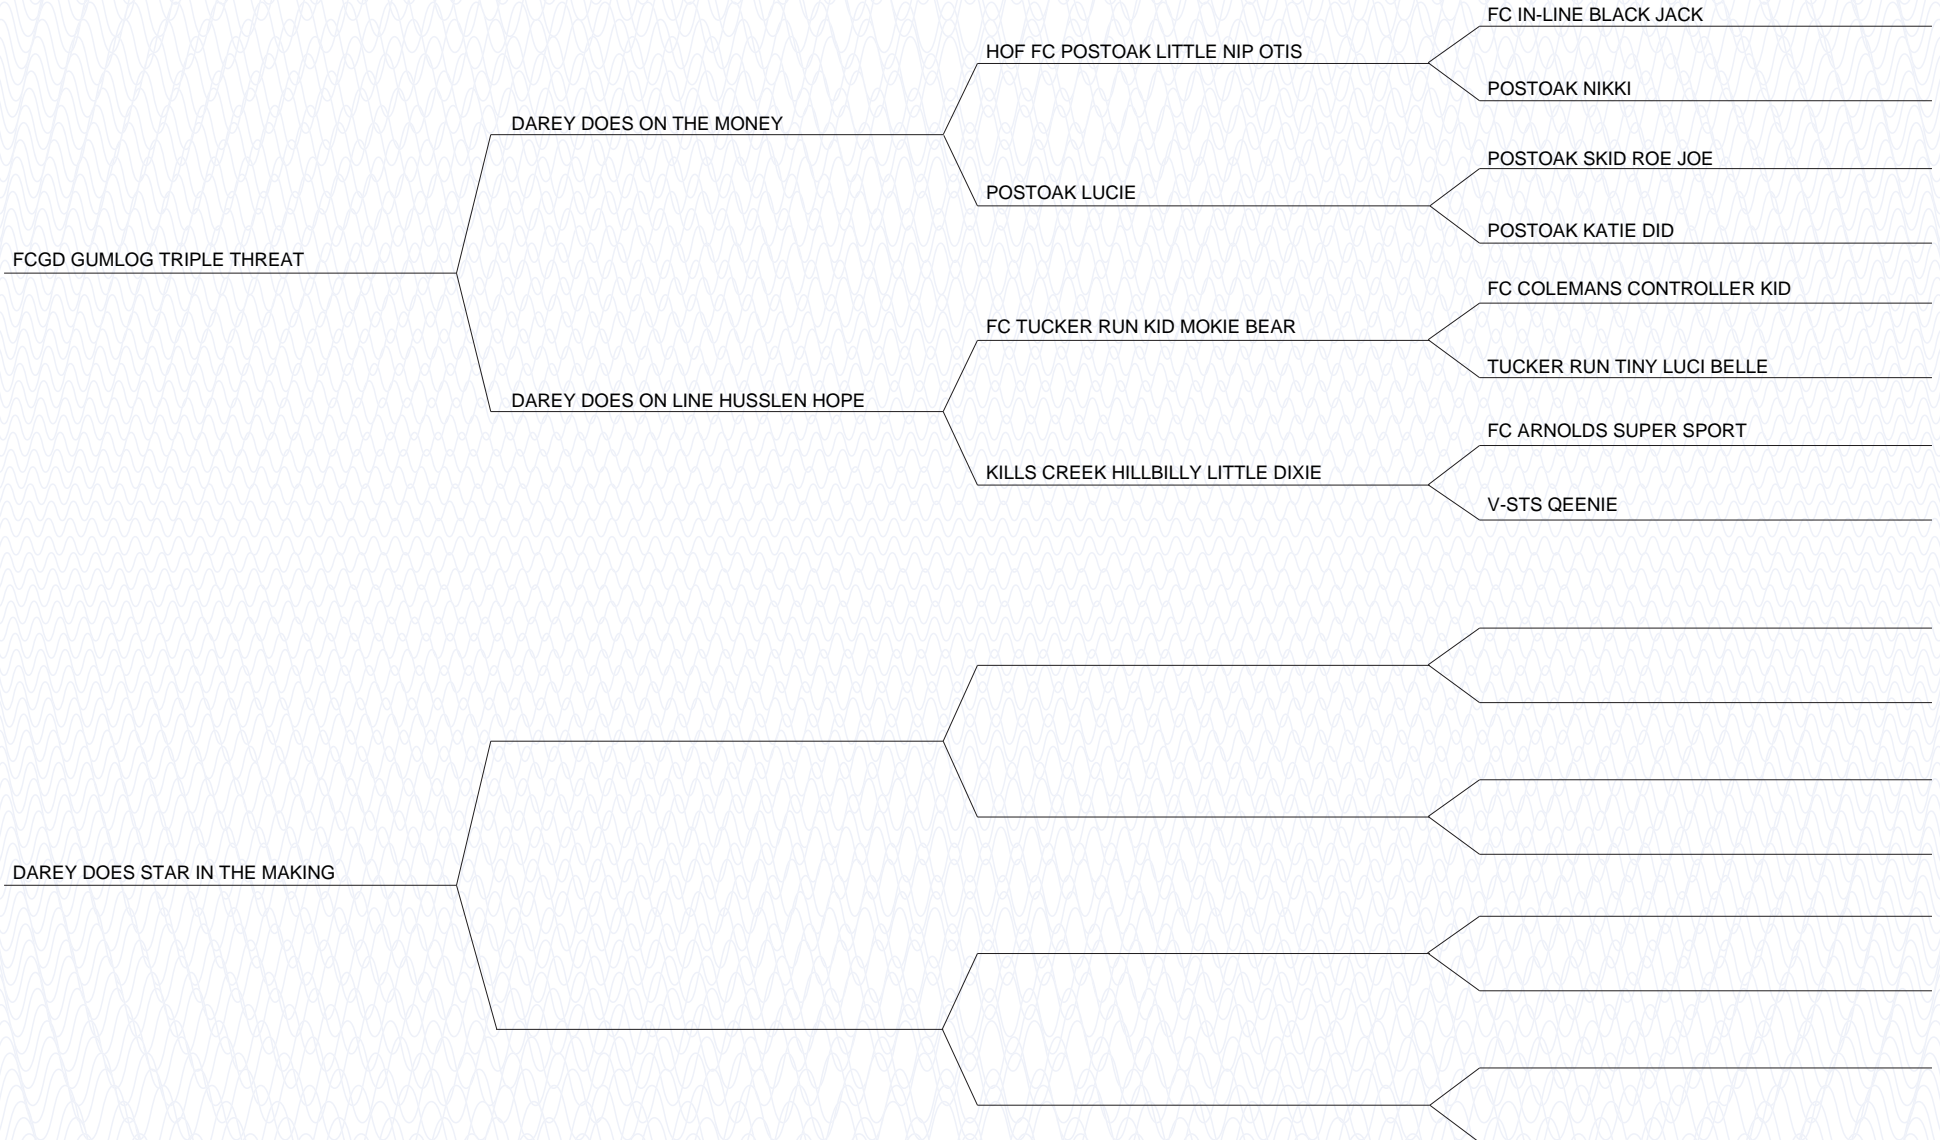 FC IN-LINE BLACK JACK
HOF FC POSTOAK LITTLE NIP OTIS
POSTOAK NIKKI
DAREY DOES ON THE MONEY
POSTOAK SKID ROE JOE
POSTOAK LUCIE
POSTOAK KATIE DID
FCGD GUMLOG TRIPLE THREAT
FC COLEMANS CONTROLLER KID
FC TUCKER RUN KID MOKIE BEAR
TUCKER RUN TINY LUCI BELLE
DAREY DOES ON LINE HUSSLEN HOPE
FC ARNOLDS SUPER SPORT
KILLS CREEK HILLBILLY LITTLE DIXIE
V-STS QEENIE
DAREY DOES STAR IN THE MAKING